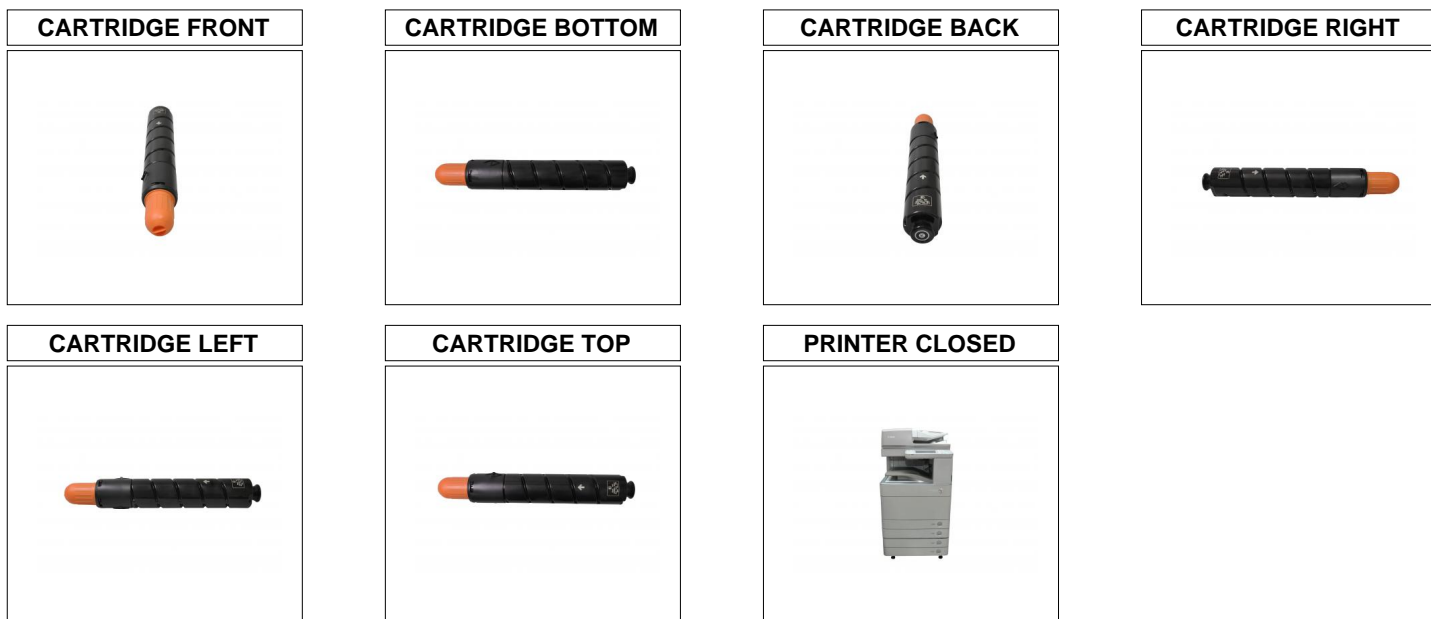 CARTRIDGE FRONT
CARTRIDGE BOTTOM
CARTRIDGE BACK
CARTRIDGE RIGHT
CARTRIDGE LEFT
CARTRIDGE TOP
PRINTER CLOSED